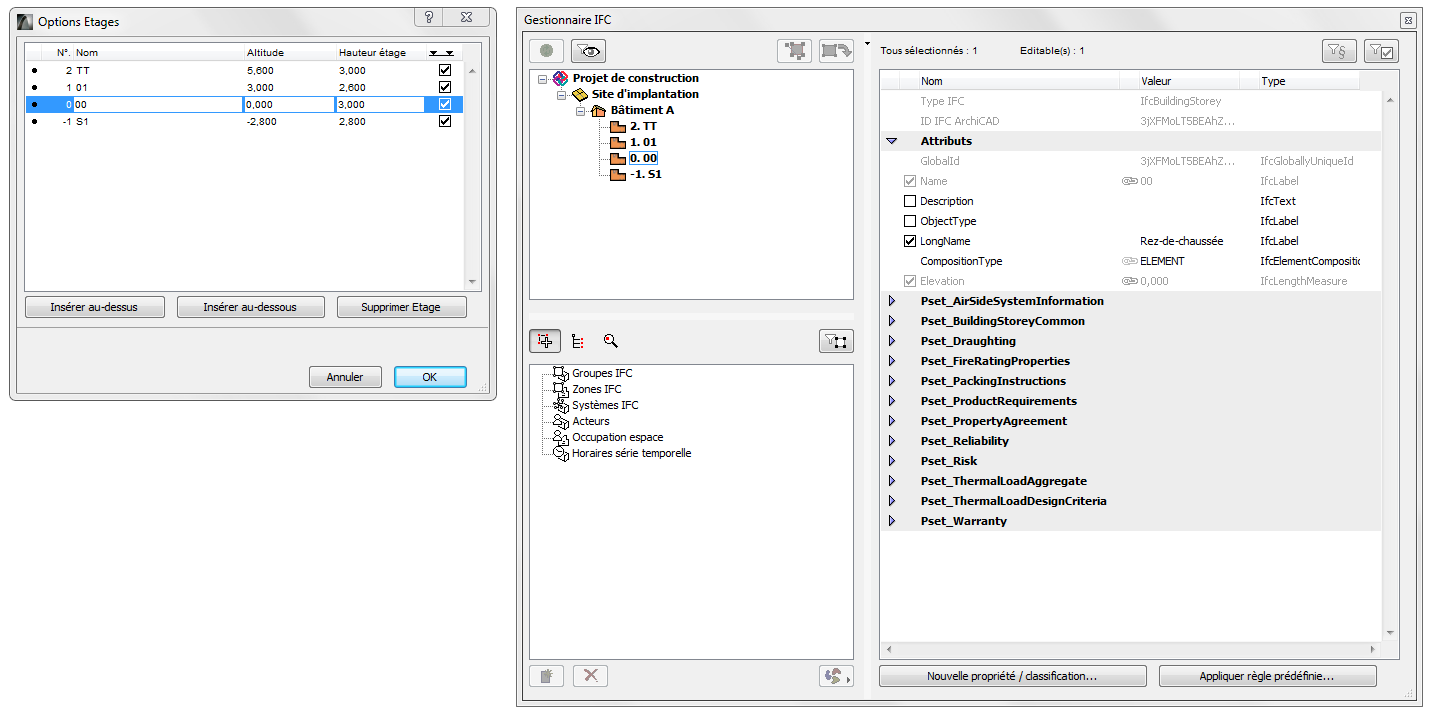 Options Etages
N°. Nom Altitude Hauteur étage
2 TT 5,600 3,000
1 01 3,000 2,600
0 00 0,000 3,000
-1 S1 -2,800 2,800
Insérer au-dessus Insérer au-dessous Supprimer Etage
Annuler OK
Gestionnaire IFC
Projet de construction
Site d'implantation
Bâtiment A
2. TT
1. 01
0. 00
-1. S1
Groupes IFC
Zones IFC
Systèmes IFC
Acteurs
Occupation espace
Horaires série temporelle
Tous sélectionnés : 1 Editable(s) : 1
Nom Valeur Type
Type IFC IfcBuildingStorey
ID IFC ArchiCAD 3jXFMoLT5BEAhZ...
Attributs
GlobalId 3jXFMoLT5BEAhZ... IfcGloballyUniqueId
Name 00 IfcLabel
Description IfcText
ObjectType IfcLabel
LongName Rez-de-chaussée IfcLabel
CompositionType ELEMENT IfcElementCompositic
Elevation 0,000 IfcLengthMeasure
Pset_AirSideSystemInformation
Pset_BuildingStoreyCommon
Pset_Draughting
Pset_FireRatingProperties
Pset_PackingInstructions
Pset_ProductRequirements
Pset_PropertyAgreement
Pset_Reliability
Pset_Risk
Pset_ThermalLoadAggregate
Pset_ThermalLoadDesignCriteria
Pset_Warranty
Nouvelle propriété / classification... Appliquer règle prédéfinie...